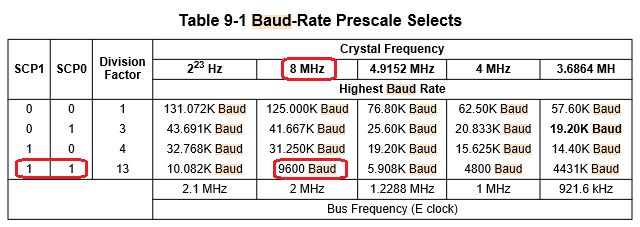 Table 9-1 Baud-Rate Prescale Selects
SCP1 SCP0 Division Factor Crystal Frequency
2²³ Hz 8 MHz 4.9152 MHz 4 MHz 3.6864 MH
Highest Baud Rate
0 0 1 131.072K Baud 125.000K Baud 76.80K Baud 62.50K Baud 57.60K Baud
0 1 3 43.691K Baud 41.667K Baud 25.60K Baud 20.833K Baud 19.20K Baud
1 0 4 32.768K Baud 31.250K Baud 19.20K Baud 15.625K Baud 14.40K Baud
1 1 13 10.082K Baud 9600 Baud 5.908K Baud 4800 Baud 4431K Baud
2.1 MHz 2 MHz 1.2288 MHz 1 MHz 921.6 kHz
Bus Frequency (E clock)